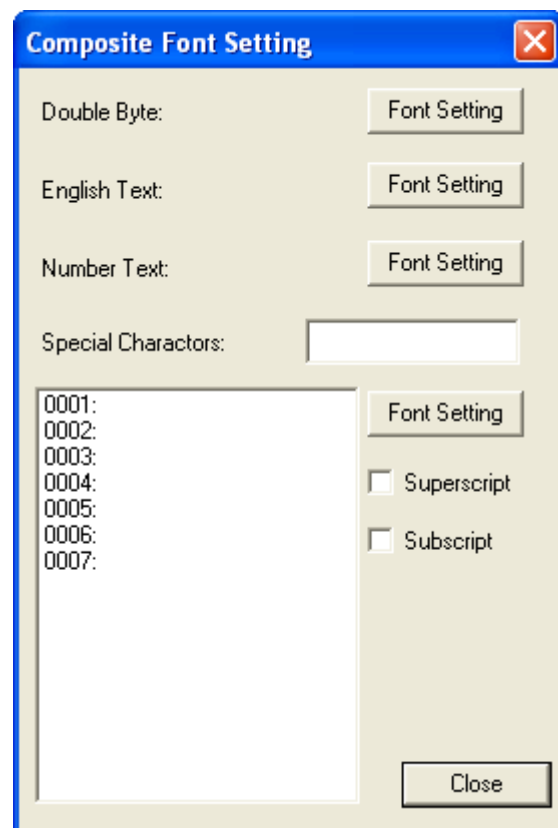 Composite Font Setting
Double Byte: Font Setting
English Text: Font Setting
Number Text: Font Setting
Special Charactors:
0001:
0002:
0003:
0004:
0005:
0006:
0007:
Font Setting
Superscript
Subscript
Close